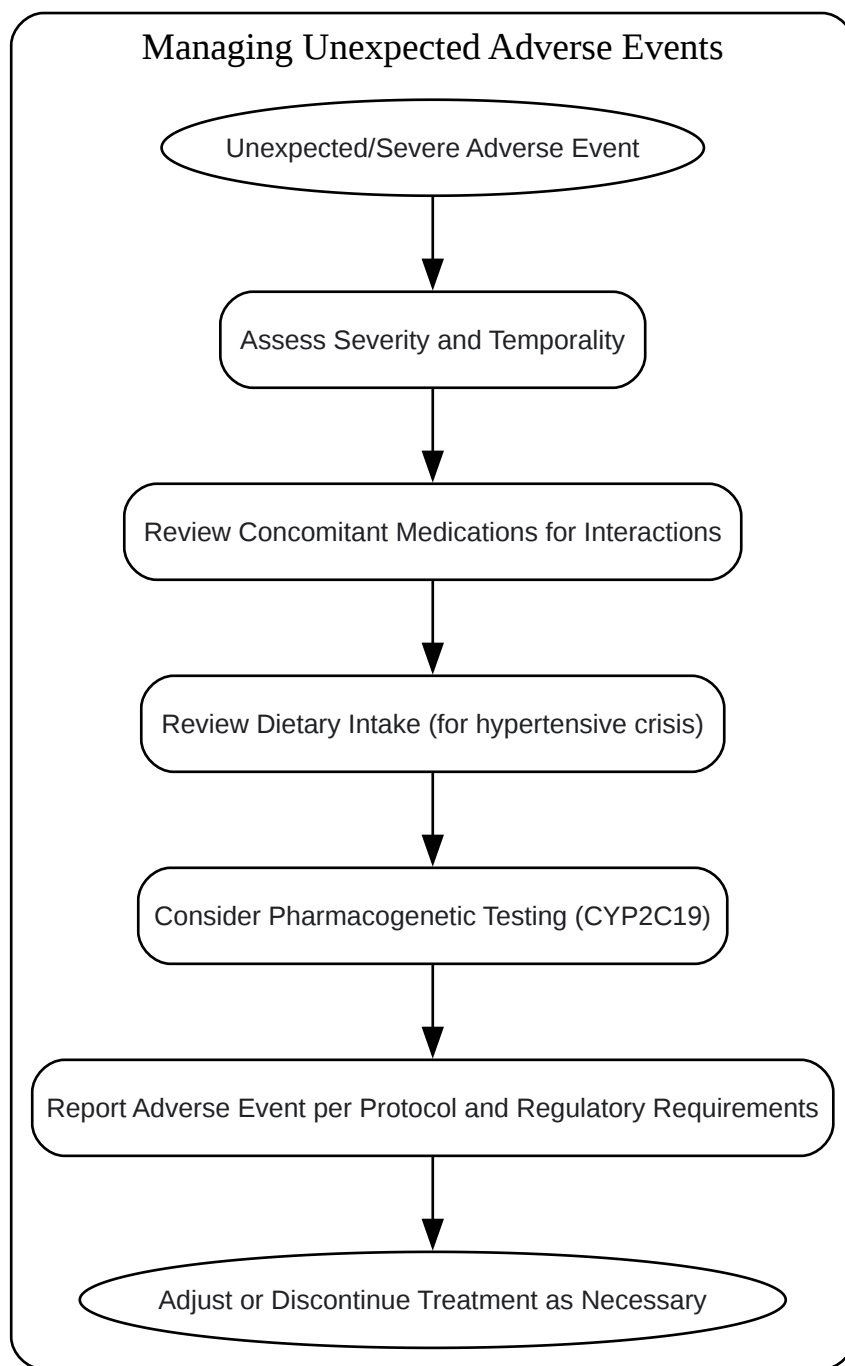 Managing Unexpected Adverse Events
Unexpected/Severe Adverse Event
Assess Severity and Temporality
Review Concomitant Medications for Interactions
Review Dietary Intake (for hypertensive crisis)
Consider Pharmacogenetic Testing (CYP2C19)
Report Adverse Event per Protocol and Regulatory Requirements
Adjust or Discontinue Treatment as Necessary